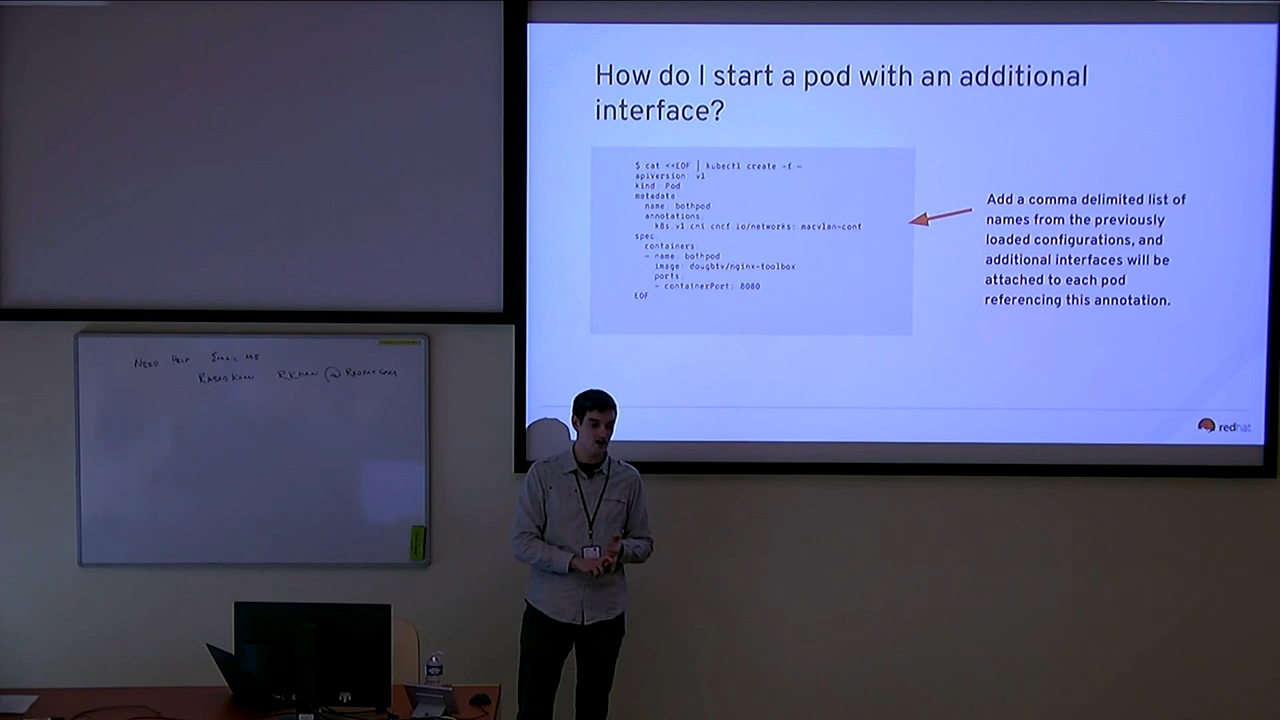 How do I start a pod with an additional
interface?
$ cat <<EOF | kubectl create -f -
apiVersion: v1
kind: Pod
metadata
name: bothpod
annotations:
k8s.v1.cni.cncf.io/networks: macvlan-conf
spec
containers:
- name: bothpod
image: dougbtv/nginx-toolbox
ports
- containerPort: 8080
EOF
Add a comma delimited list of
names from the previously
loaded configurations, and
additional interfaces will be
attached to each pod
referencing this annotation.
redhat
NEED HELP EMAIL ME
RASHID KHAN RKHAN @ REDHAT.COM